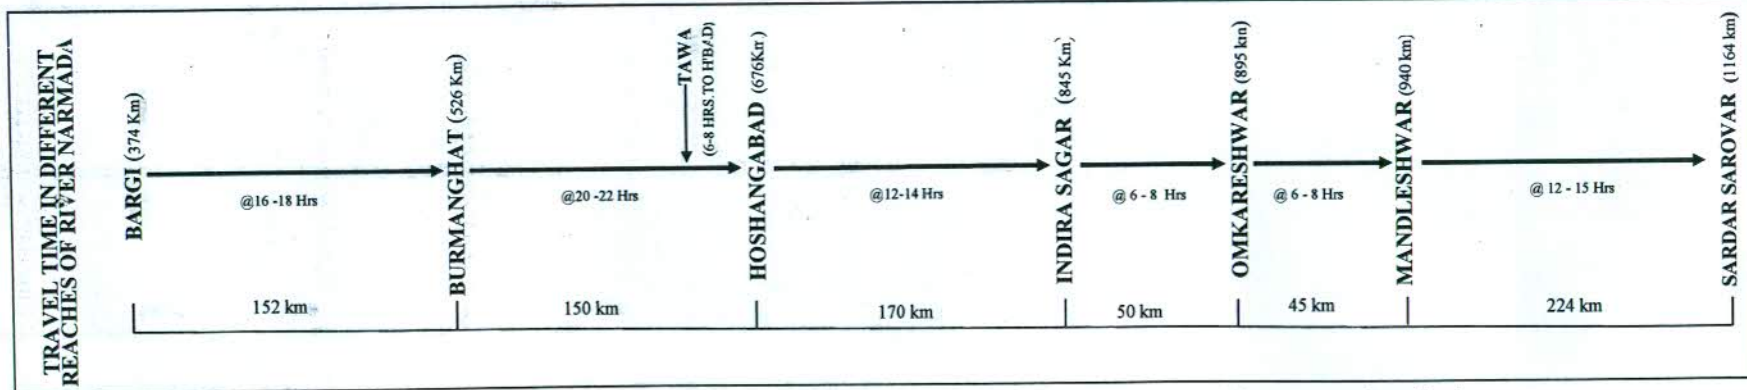 TRAVEL TIME IN DIFFERENT
REACHES OF RIVER NARMADA
BARGI (374 Km)
@16 -18 Hrs
152 km
BURMANGHAT (526 Km)
@20 -22 Hrs
150 km
TAWA
(6-8 HRS.TO H'BAD)
HOSHANGABAD (676Km)
@12-14 Hrs
170 km
INDIRA SAGAR (845 Km)
@ 6 - 8 Hrs
50 km
OMKARESHWAR (895 km)
@ 6 - 8 Hrs
45 km
MANDLESHWAR (940 km)
@ 12 - 15 Hrs
224 km
SARDAR SAROVAR (1164 km)